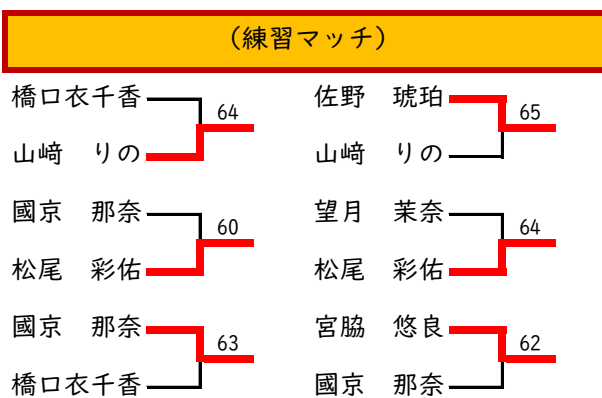 （練習マッチ）
橋口衣千香
64
山﨑　りの
國京　那奈
60
松尾　彩佑
國京　那奈
63
橋口衣千香
佐野　琥珀
65
山﨑　りの
望月　茉奈
64
松尾　彩佑
宮脇　悠良
62
國京　那奈